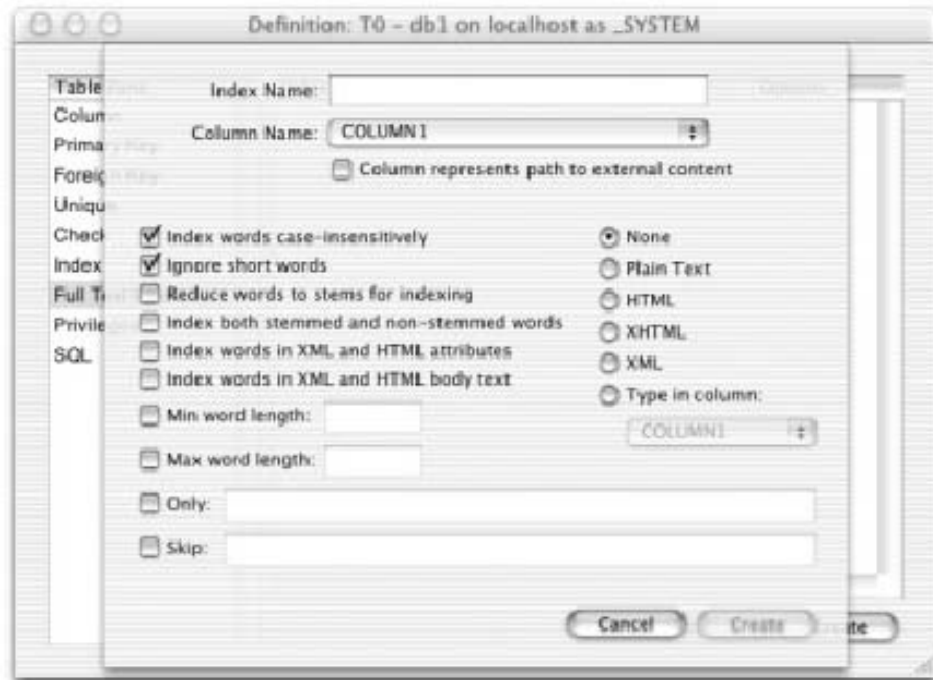 Definition: T0 - db1 on localhost as _SYSTEM
Table
Index Name:
Colum
Column Name: COLUMN1
Prima
Column represents path to external content
Foreig
Uniqu
Check
Index words case-insensitively
None
Index
Ignore short words
Plain Text
Full T
Reduce words to stems for indexing
HTML
Privile
Index both stemmed and non-stemmed words
XHTML
SQL
Index words in XML and HTML attributes
XML
Index words in XML and HTML body text
Type in column:
Min word length:
COLUMN1
Max word length:
Only:
Skip:
Cancel
Create
ate